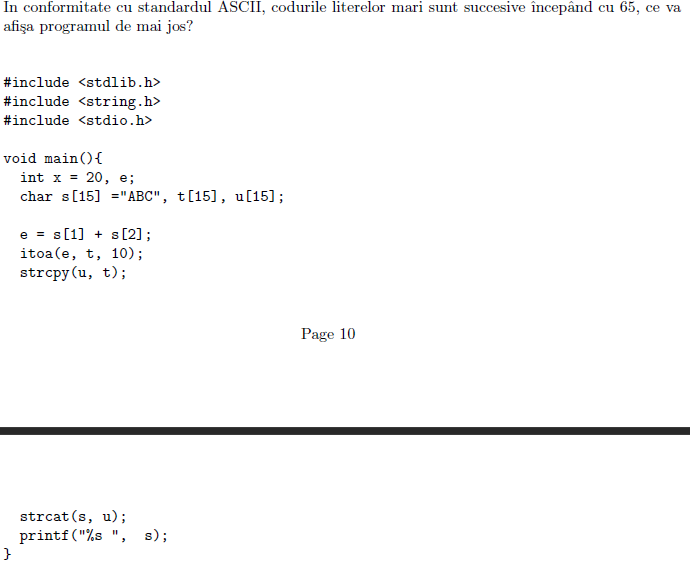 In conformitate cu standardul ASCII, codurile literelor mari sunt succesive începând cu 65, ce va
afişa programul de mai jos?
#include <stdlib.h>
#include <string.h>
#include <stdio.h>
void main(){
int x = 20, e;
char s[15] ="ABC", t[15], u[15];
e = s[1] + s[2];
itoa(e, t, 10);
strcpy(u, t);
Page 10
strcat(s, u);
printf("%s ", s);
}